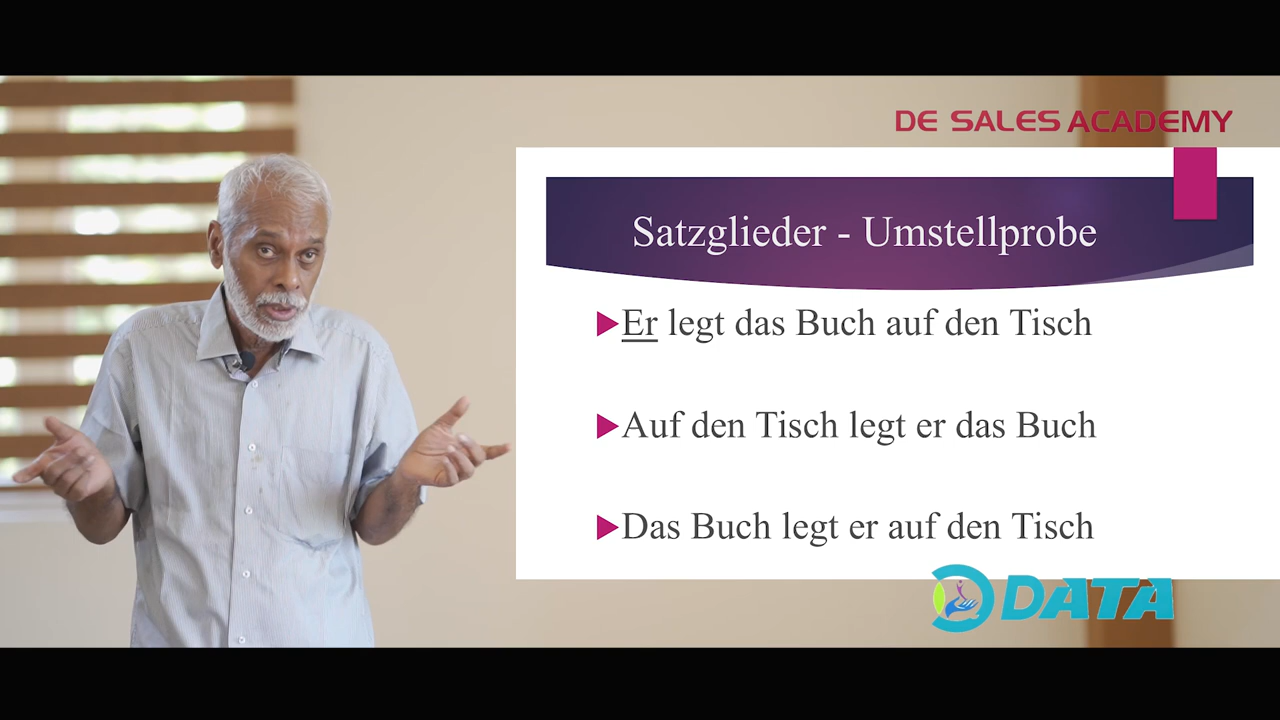 DE SALES ACADEMY
Satzglieder - Umstellprobe
Er legt das Buch auf den Tisch
Auf den Tisch legt er das Buch
Das Buch legt er auf den Tisch
DATA